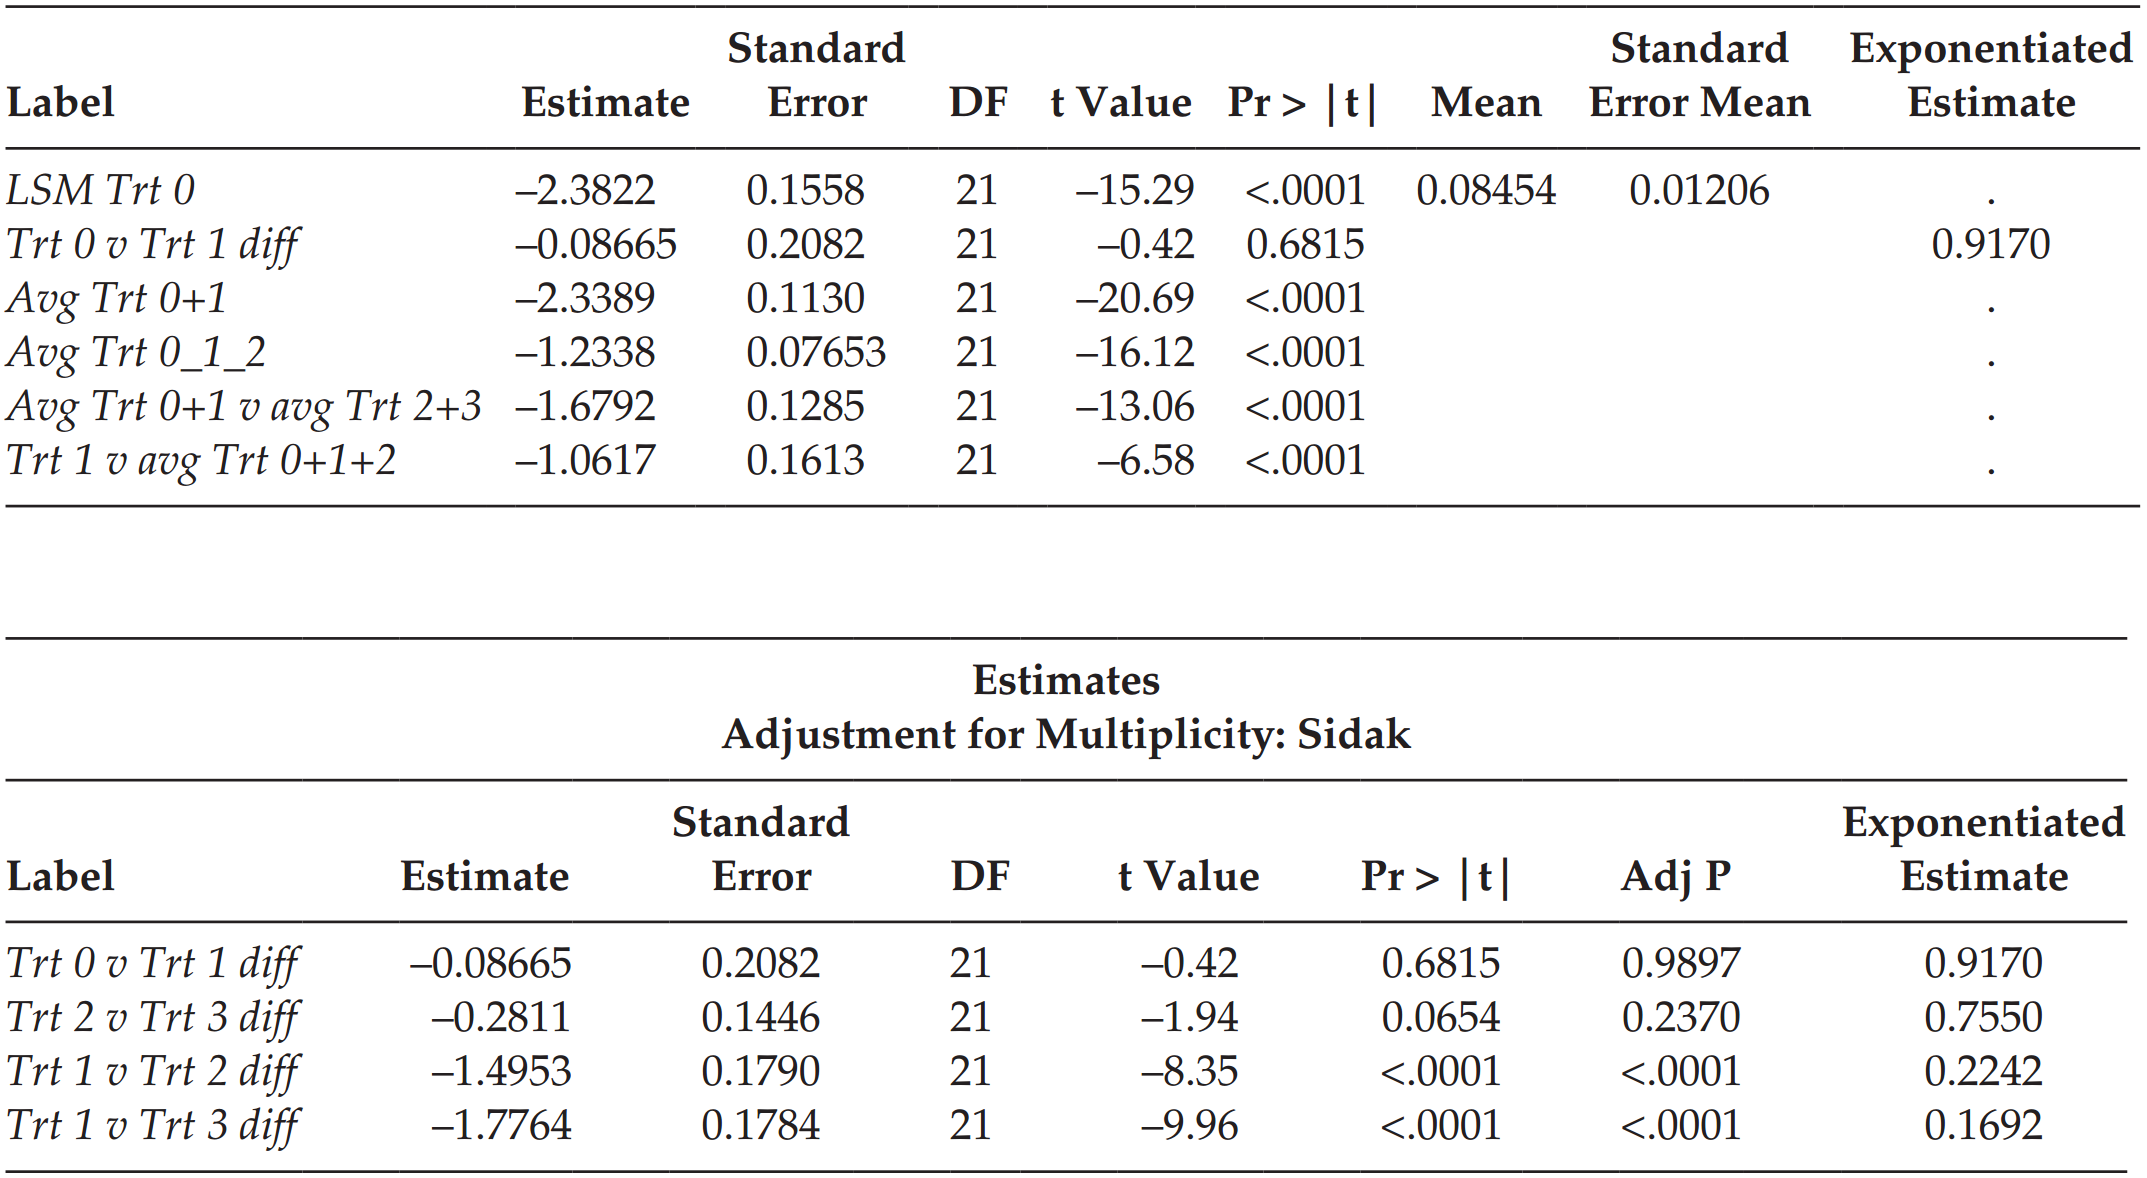 Label Estimate Standard Error DF t Value Pr > |t| Mean Standard Error Mean Exponentiated Estimate
LSM Trt 0 –2.3822 0.1558 21 –15.29 <.0001 0.08454 0.01206 .
Trt 0 v Trt 1 diff –0.08665 0.2082 21 –0.42 0.6815 0.9170
Avg Trt 0+1 –2.3389 0.1130 21 –20.69 <.0001 .
Avg Trt 0_1_2 –1.2338 0.07653 21 –16.12 <.0001 .
Avg Trt 0+1 v avg Trt 2+3 –1.6792 0.1285 21 –13.06 <.0001 .
Trt 1 v avg Trt 0+1+2 –1.0617 0.1613 21 –6.58 <.0001 .
Estimates
Adjustment for Multiplicity: Sidak
Label Estimate Standard Error DF t Value Pr > |t| Adj P Exponentiated Estimate
Trt 0 v Trt 1 diff –0.08665 0.2082 21 –0.42 0.6815 0.9897 0.9170
Trt 2 v Trt 3 diff –0.2811 0.1446 21 –1.94 0.0654 0.2370 0.7550
Trt 1 v Trt 2 diff –1.4953 0.1790 21 –8.35 <.0001 <.0001 0.2242
Trt 1 v Trt 3 diff –1.7764 0.1784 21 –9.96 <.0001 <.0001 0.1692